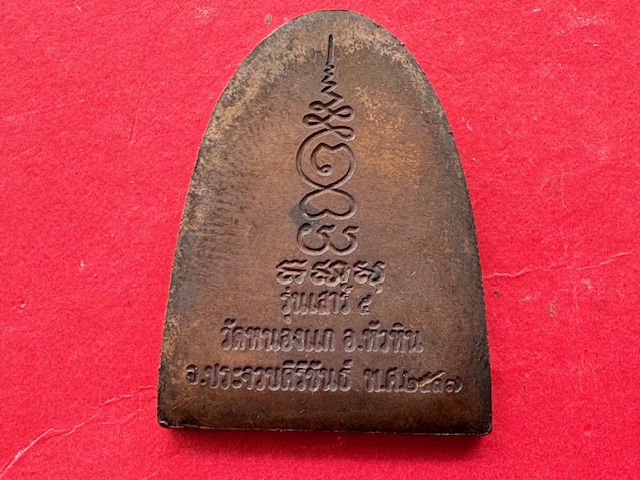 รุ่นเสาร์ ๕
วัดหนองแก อ.หัวหิน
จ.ประจวบคิริขันธ์ พ.ศ.๒๕๓๗